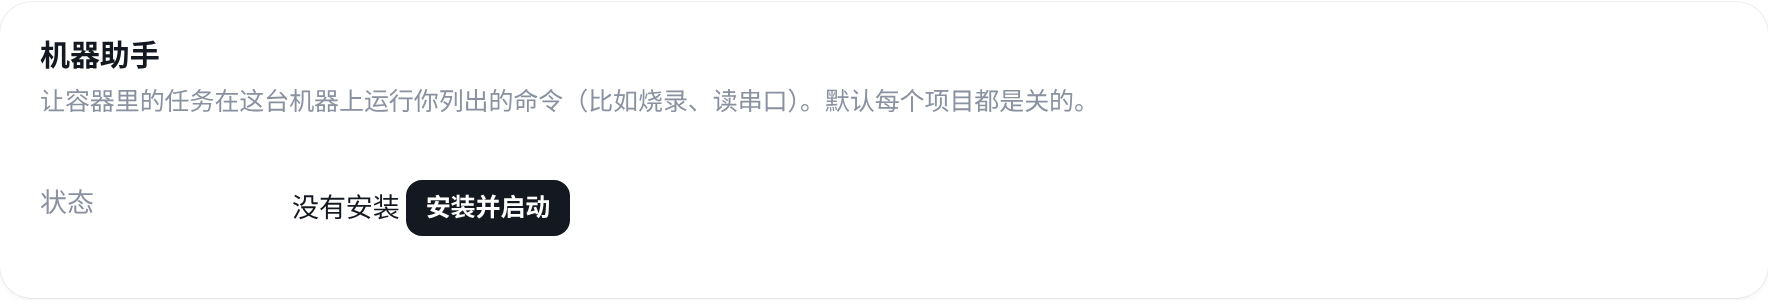 机器助手
让容器里的任务在这台机器上运行你列出的命令（比如烧录、读串口）。默认每个项目都是关的。
状态 没有安装 安装并启动